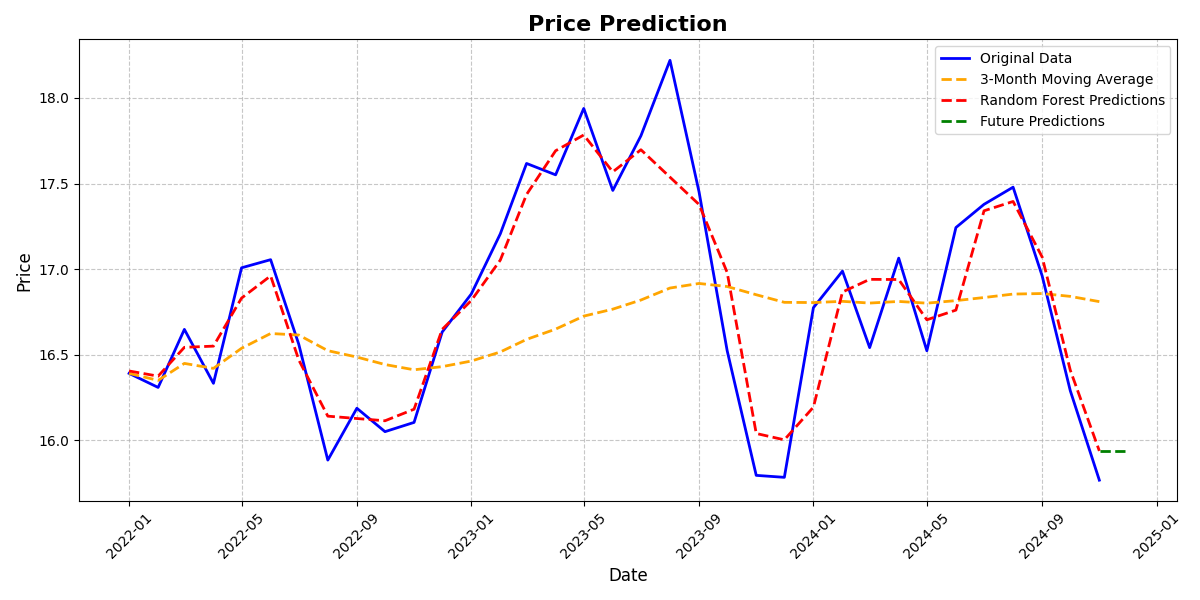 Price Prediction
Original Data
3-Month Moving Average
Random Forest Predictions
Future Predictions
Price
18.0
17.5
17.0
16.5
16.0
2022-01
2022-05
2022-09
2023-01
2023-05
2023-09
2024-01
2024-05
2024-09
2025-01
Date